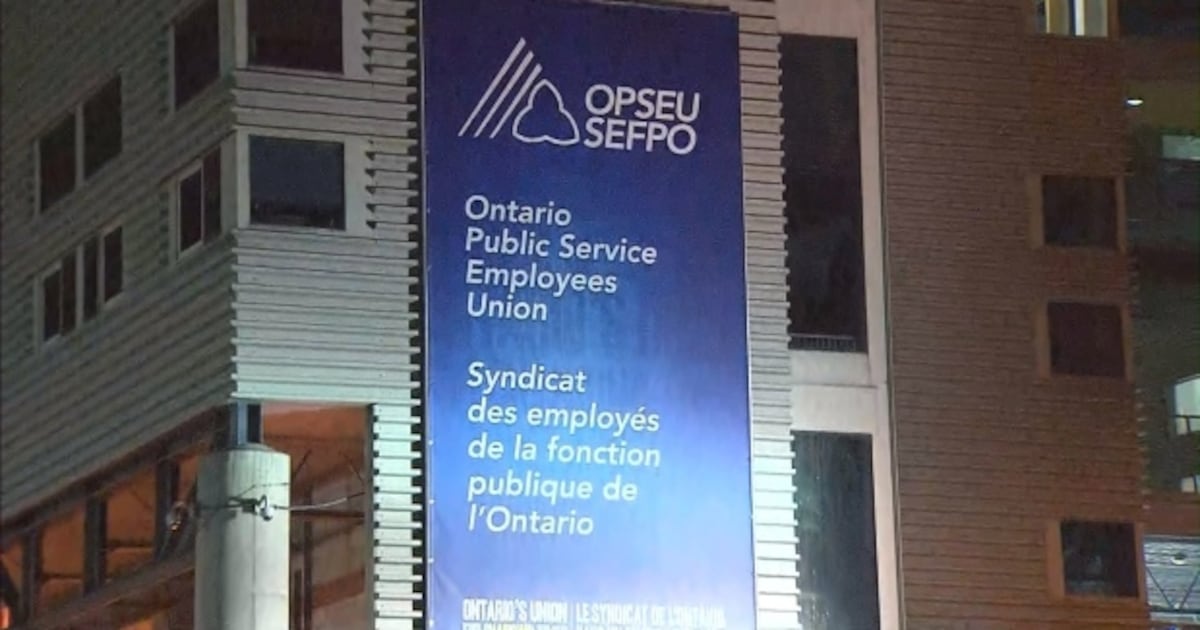 OPSEU
SEFPO
Ontario
Public Service
Employees
Union
Syndicat
des employés
de la fonction
publique de
l'Ontario
ONTARIO'S UNION | LE SYNDICAT DE L'ONTARIO